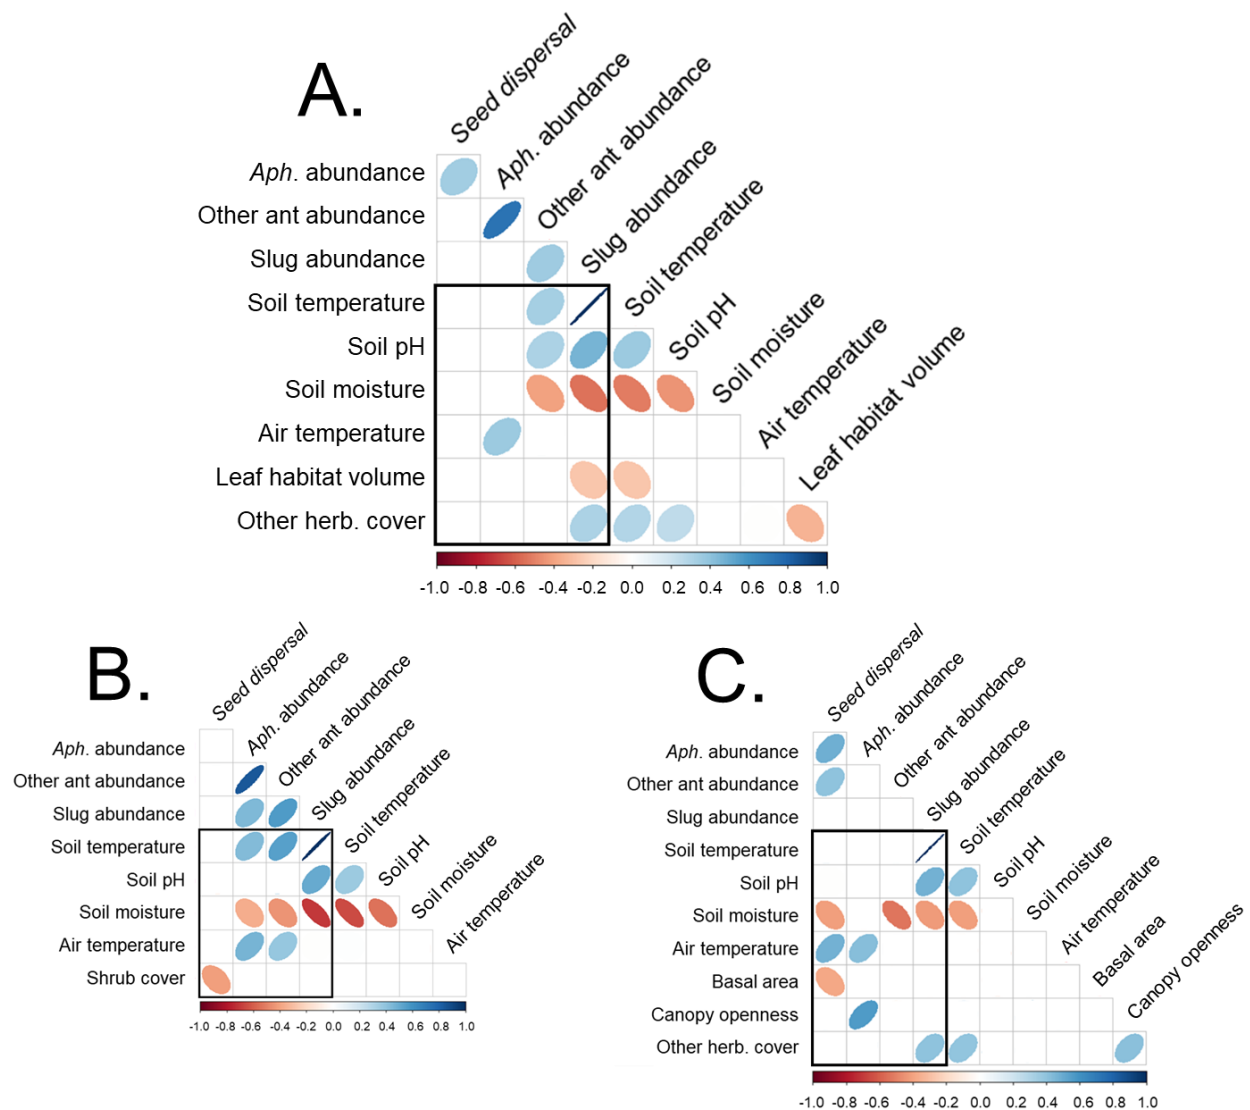 A.
Seed dispersal
Aph. abundance
Other ant abundance
Slug abundance
Soil temperature
Soil pH
Soil moisture
Air temperature
Leaf habitat volume
Aph. abundance
Other ant abundance
Slug abundance
Soil temperature
Soil pH
Soil moisture
Air temperature
Leaf habitat volume
Other herb. cover
-1.0 -0.8 -0.6 -0.4 -0.2 0.0 0.2 0.4 0.6 0.8 1.0
B.
Seed dispersal
Aph. abundance
Other ant abundance
Slug abundance
Soil temperature
Soil pH
Soil moisture
Air temperature
Aph. abundance
Other ant abundance
Slug abundance
Soil temperature
Soil pH
Soil moisture
Air temperature
Shrub cover
-1.0 -0.8 -0.6 -0.4 -0.2 0.0 0.2 0.4 0.6 0.8 1.0
C.
Seed dispersal
Aph. abundance
Other ant abundance
Slug abundance
Soil temperature
Soil pH
Soil moisture
Air temperature
Basal area
Canopy openness
Aph. abundance
Other ant abundance
Slug abundance
Soil temperature
Soil pH
Soil moisture
Air temperature
Basal area
Canopy openness
Other herb. cover
-1.0 -0.8 -0.6 -0.4 -0.2 0.0 0.2 0.4 0.6 0.8 1.0